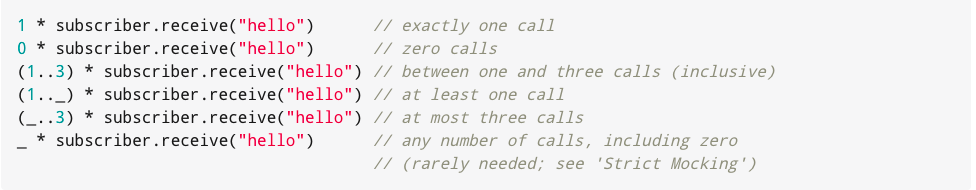 1 * subscriber.receive("hello")      // exactly one call
0 * subscriber.receive("hello")      // zero calls
(1..3) * subscriber.receive("hello") // between one and three calls (inclusive)
(1.._) * subscriber.receive("hello") // at least one call
(_..3) * subscriber.receive("hello") // at most three calls
_ * subscriber.receive("hello")      // any number of calls, including zero
                                     // (rarely needed; see 'Strict Mocking')